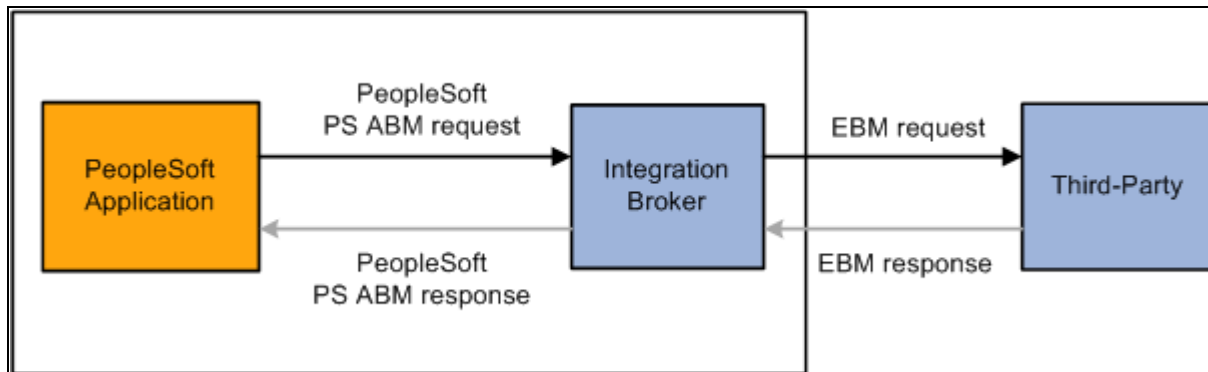 PeopleSoft
PS ABM request
EBM request
PeopleSoft
Application
Integration
Broker
Third-Party
PeopleSoft
PS ABM response
EBM response